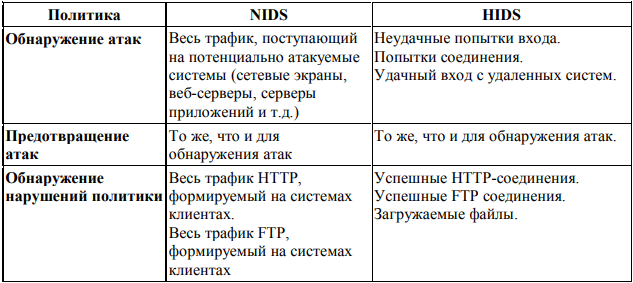 Политика NIDS HIDS
Обнаружение атак
Весь трафик, поступающий
на потенциально атакуемые
системы (сетевые экраны,
веб-серверы, серверы
приложений и т.д.)
Неудачные попытки входа.
Попытки соединения.
Удачный вход с удаленных систем.
Предотвращение
атак
То же, что и для
обнаружения атак
То же, что и для обнаружения атак.
Обнаружение
нарушений политики
Весь трафик HTTP,
формируемый на системах
клиентах.
Весь трафик FTP,
формируемый на системах
клиентах
Успешные HTTP-соединения.
Успешные FTP соединения.
Загружаемые файлы.